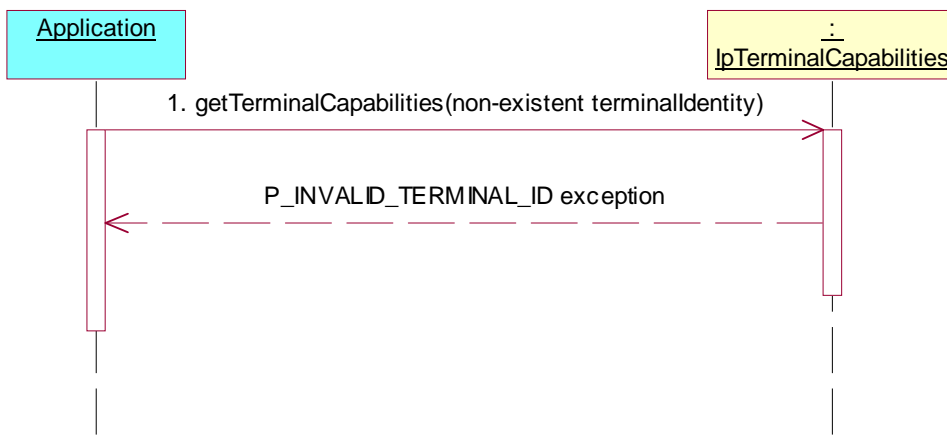 Application
:
IpTerminalCapabilities
1. getTerminalCapabilities(non-existent terminalIdentity)
P_INVALID_TERMINAL_ID exception